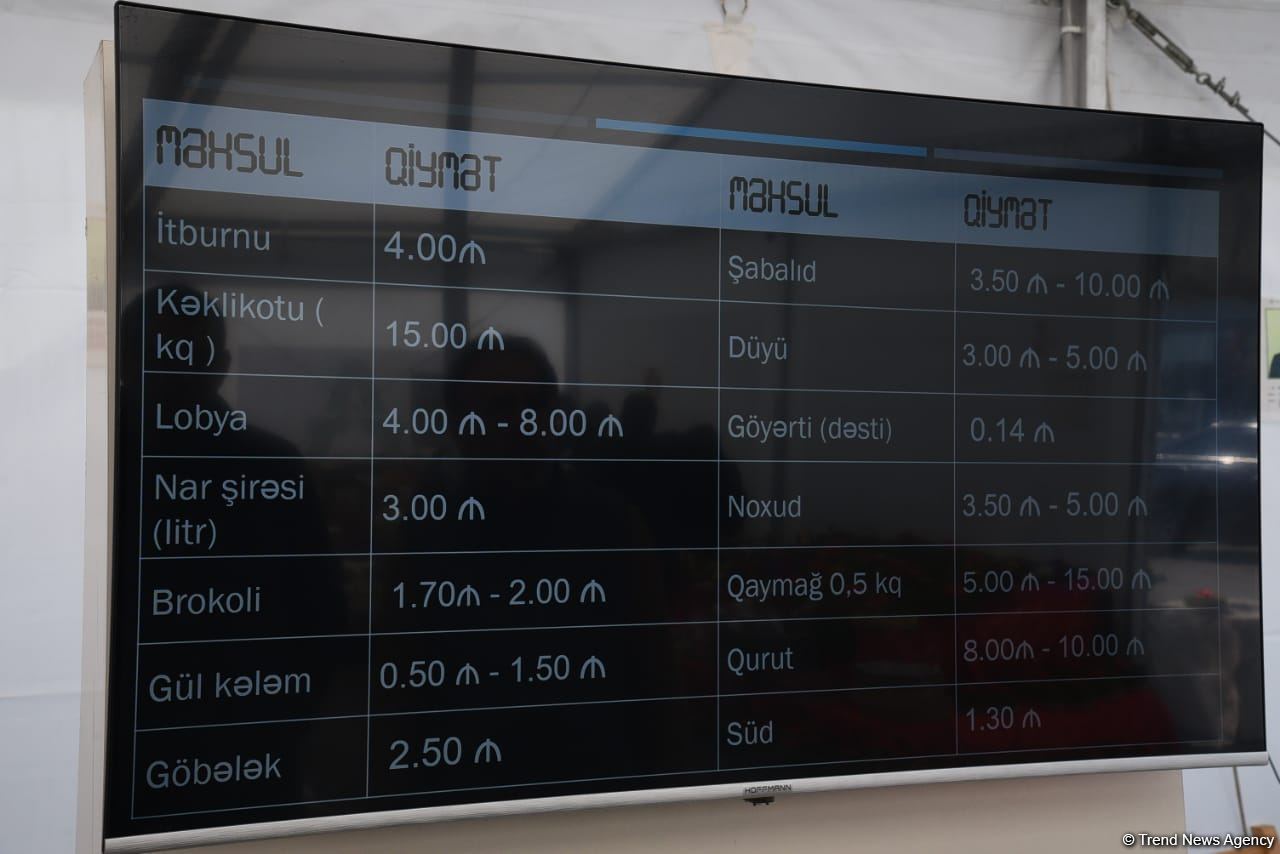 MƏHSUL QİYMƏT MƏHSUL QİYMƏT
İtburnu 4.00₼ Şabalıd 3.50 ₼ - 10.00 ₼
Kəklikotu (
kq ) 15.00 ₼ Düyü 3.00 ₼ - 5.00 ₼
Lobya 4.00 ₼ - 8.00 ₼ Göyərti (dəsti) 0.14 ₼
Nar şirəsi
(litr) 3.00 ₼ Noxud 3.50 ₼ - 5.00 ₼
Brokoli 1.70₼ - 2.00 ₼ Qaymağ 0,5 kq 5.00 ₼ - 15.00 ₼
Gül kələm 0.50 ₼ - 1.50 ₼ Qurut 8.00₼ - 10.00 ₼
Göbələk 2.50 ₼ Süd 1.30 ₼
HOFFMANN
© Trend News Agency